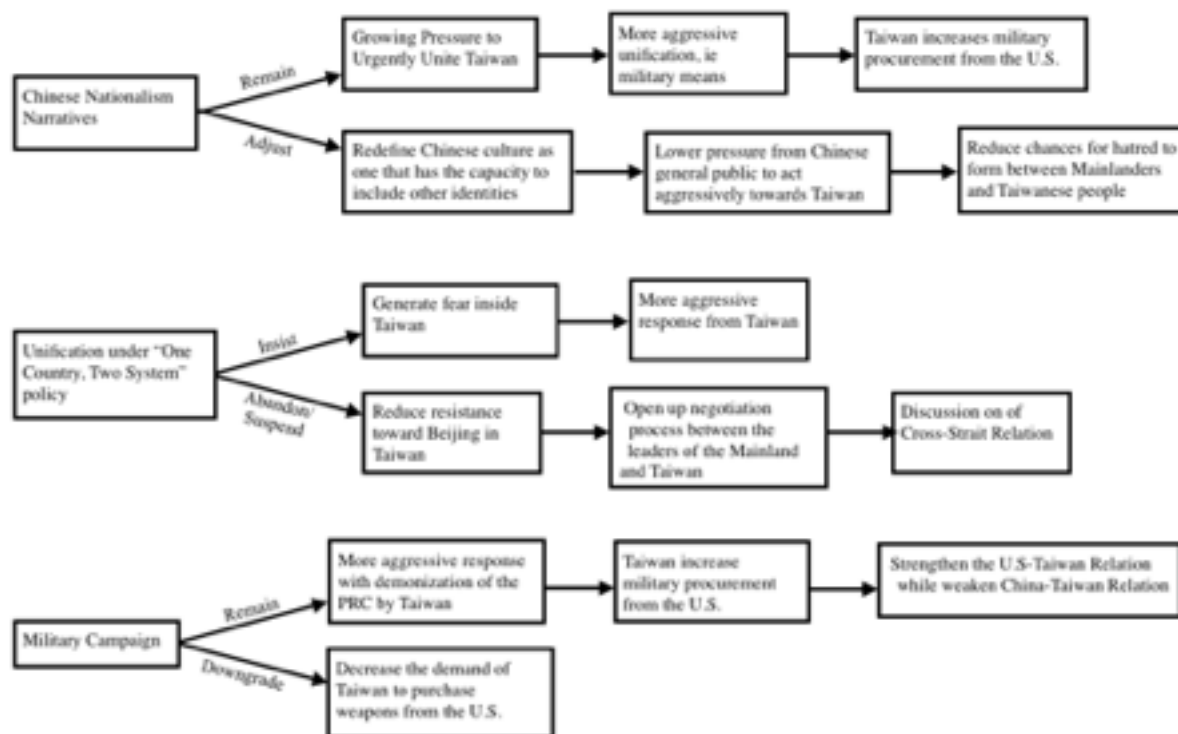 Growing Pressure to
Urgently Unite Taiwan
More aggressive
unification, ie
military means
Taiwan increases military
procurement from the U.S.
Remain
Chinese Nationalism
Narratives
Adjust
Redefine Chinese culture as
one that has the capacity to
include other identities
Lower pressure from Chinese
general public to act
aggressively towards Taiwan
Reduce chances for hatred to
form between Mainlanders
and Taiwanese people
Generate fear inside
Taiwan
More aggressive
response from Taiwan
Insist
Unification under “One
Country, Two System”
policy
Abandon/
Suspend
Reduce resistance
toward Beijing in
Taiwan
Open up negotiation
process between the
leaders of the Mainland
and Taiwan
Discussion on of
Cross-Strait Relation
More aggressive response
with demonization of the
PRC by Taiwan
Taiwan increase
military procurement
from the U.S.
Strengthen the U.S-Taiwan Relation
while weaken China-Taiwan Relation
Remain
Military Campaign
Downgrade
Decrease the demand of
Taiwan to purchase
weapons from the U.S.